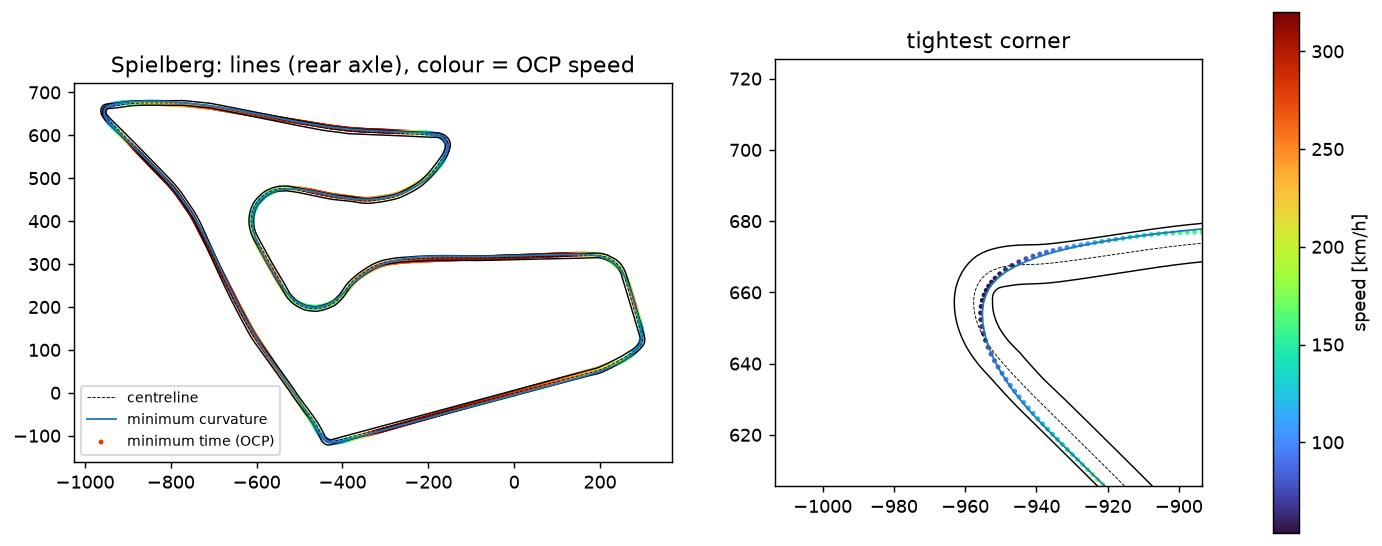 Spielberg: lines (rear axle), colour = OCP speed
700
600
500
400
300
200
100
0
−100
−1000 −800 −600 −400 −200 0 200
centreline
minimum curvature
minimum time (OCP)
tightest corner
720
700
680
660
640
620
−1000 −980 −960 −940 −920 −900
300
250
200
150
100
speed [km/h]